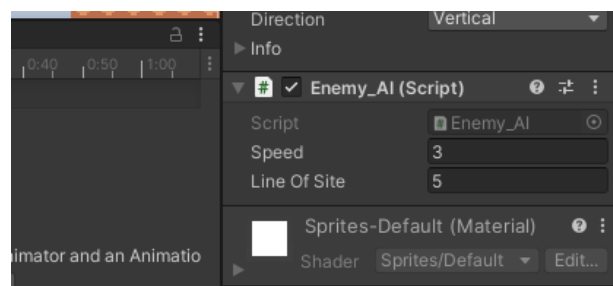 Direction Vertical
Info
0:40 0:50 1:00
# Enemy_AI (Script)
Script # Enemy_AI
Speed 3
Line Of Site 5
Sprites-Default (Material)
imator and an Animatio
Shader Sprites/Default Edit...